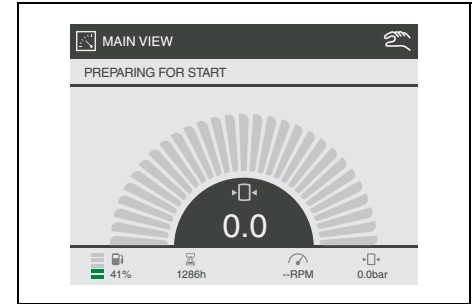 MAIN VIEW
PREPARING FOR START
0.0
41% 1286h --RPM 0.0bar